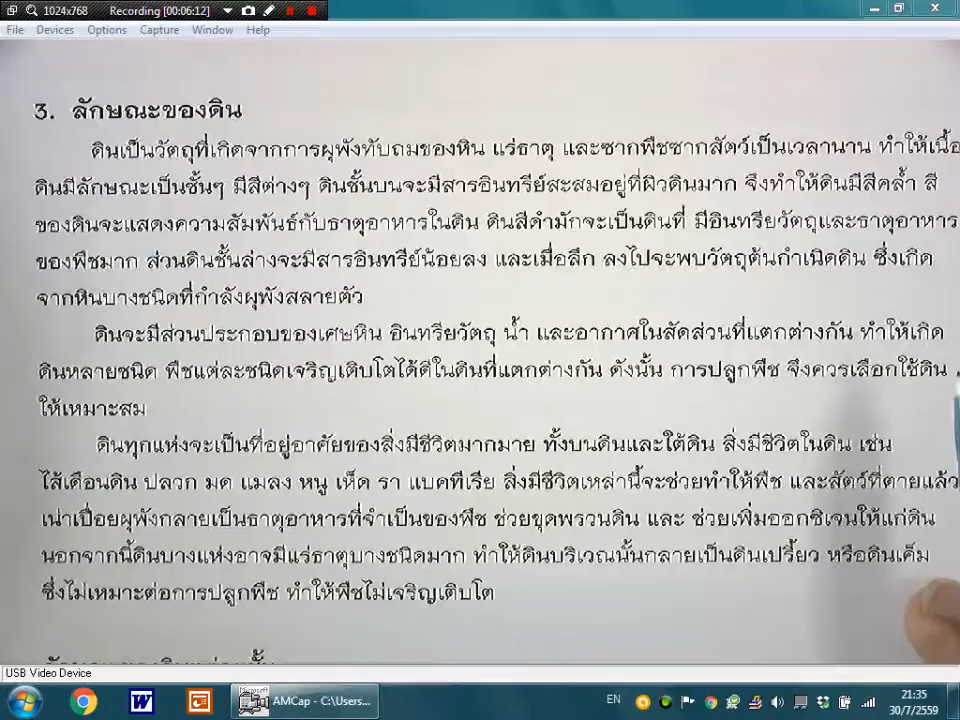 1024x768 Recording [00:06:12]
File Devices Options Capture Window Help
3. ลักษณะของดิน
ดินเป็นวัตถุที่เกิดจากการผุพังทับถมของหิน แร่ธาตุ และซากพืชซากสัตว์เป็นเวลานาน ทำให้เนื้อ
ดินมีลักษณะเป็นชั้นๆ มีสีต่างๆ ดินชั้นบนจะมีสารอินทรีย์สะสมอยู่ที่ผิวดินมาก จึงทำให้ดินมีสีคล้ำ สี
ของดินจะแสดงความสัมพันธ์กับธาตุอาหารในดิน ดินสีดำมักจะเป็นดินที่ มีอินทรียวัตถุและธาตุอาหาร
ของพืชมาก ส่วนดินชั้นล่างจะมีสารอินทรีย์น้อยลง และเมื่อลึก ลงไปจะพบวัตถุต้นกำเนิดดิน ซึ่งเกิด
จากหินบางชนิดที่กำลังผุพังสลายตัว
ดินจะมีส่วนประกอบของเศษหิน อินทรียวัตถุ น้ำ และอากาศในสัดส่วนที่แตกต่างกัน ทำให้เกิด
ดินหลายชนิด พืชแต่ละชนิดเจริญเติบโตได้ดีในดินที่แตกต่างกัน ดังนั้น การปลูกพืช จึงควรเลือกใช้ดิน
ให้เหมาะสม
ดินทุกแห่งจะเป็นที่อยู่อาศัยของสิ่งมีชีวิตมากมาย ทั้งบนดินและใต้ดิน สิ่งมีชีวิตในดิน เช่น
ไส้เดือนดิน ปลวก มด แมลง หนู เห็ด รา แบคทีเรีย สิ่งมีชีวิตเหล่านี้จะช่วยทำให้พืช และสัตว์ที่ตายแล้ว
เน่าเปื่อยผุพังกลายเป็นธาตุอาหารที่จำเป็นของพืช ช่วยขุดพรวนดิน และ ช่วยเพิ่มออกซิเจนให้แก่ดิน
นอกจากนี้ดินบางแห่งอาจมีแร่ธาตุบางชนิดมาก ทำให้ดินบริเวณนั้นกลายเป็นดินเปรี้ยว หรือดินเค็ม
ซึ่งไม่เหมาะต่อการปลูกพืช ทำให้พืชไม่เจริญเติบโต
USB Video Device
AMCap - C:\Users...
EN
21:35
30/7/2559